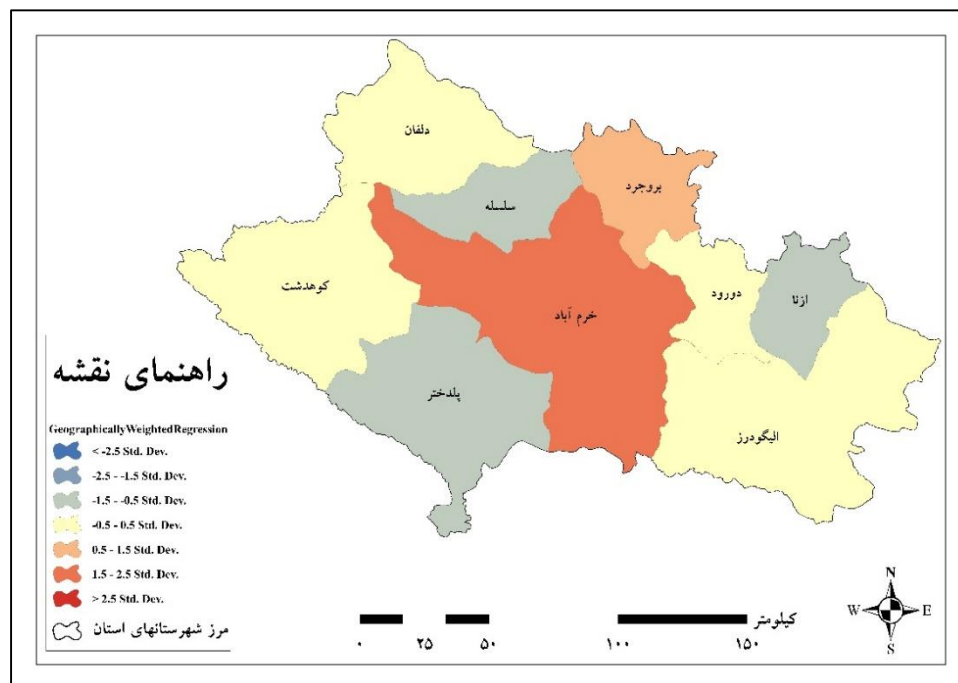 دلفان
بروجرد
سلسله
ازنا
دورود
کوهدشت
خرم آباد
پلدختر
الیگودرز
راهنمای نقشه
GeographicallyWeightedRegression
< -2.5 Std. Dev.
-2.5 - -1.5 Std. Dev.
-1.5 - -0.5 Std. Dev.
-0.5 - 0.5 Std. Dev.
0.5 - 1.5 Std. Dev.
1.5 - 2.5 Std. Dev.
> 2.5 Std. Dev.
مرز شهرستانهای استان
کیلومتر
۰ ۲۵ ۵۰ ۱۰۰ ۱۵۰
N
W E
S